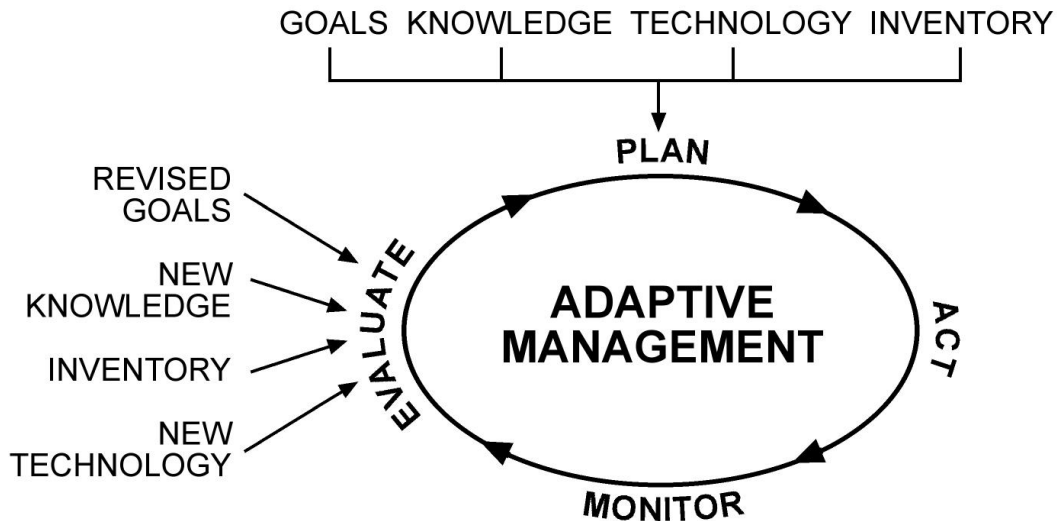 GOALS KNOWLEDGE TECHNOLOGY INVENTORY
PLAN
REVISED
GOALS
NEW
KNOWLEDGE
INVENTORY
NEW
TECHNOLOGY
EVALUATE
ADAPTIVE
MANAGEMENT
ACT
MONITOR